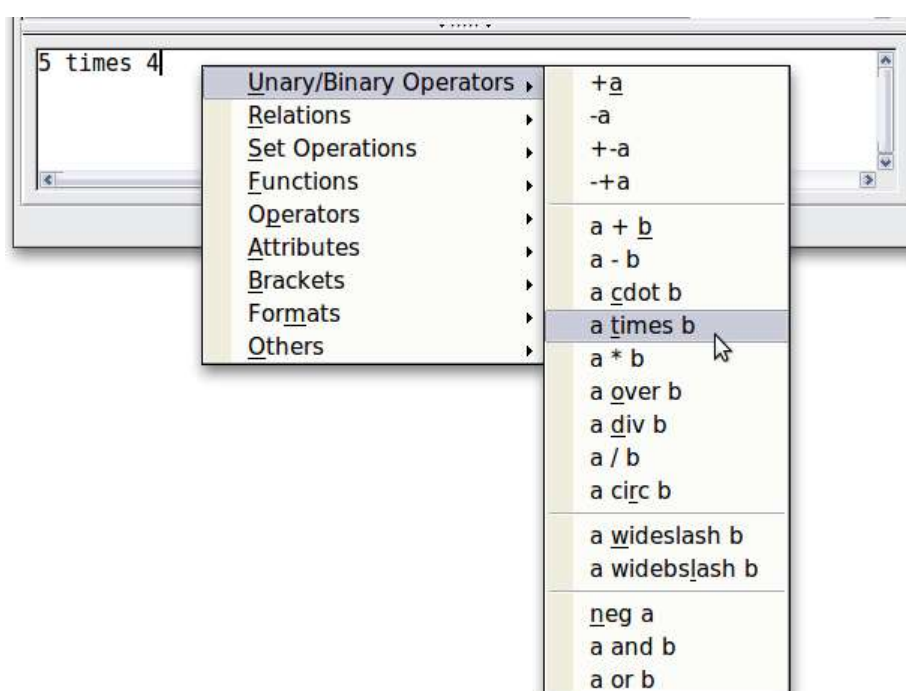 5 times 4
Unary/Binary Operators
Relations
Set Operations
Functions
Operators
Attributes
Brackets
Formats
Others
+a
-a
+-a
-+a
a + b
a - b
a cdot b
a times b
a * b
a over b
a div b
a / b
a circ b
a wideslash b
a widebslash b
neg a
a and b
a or b